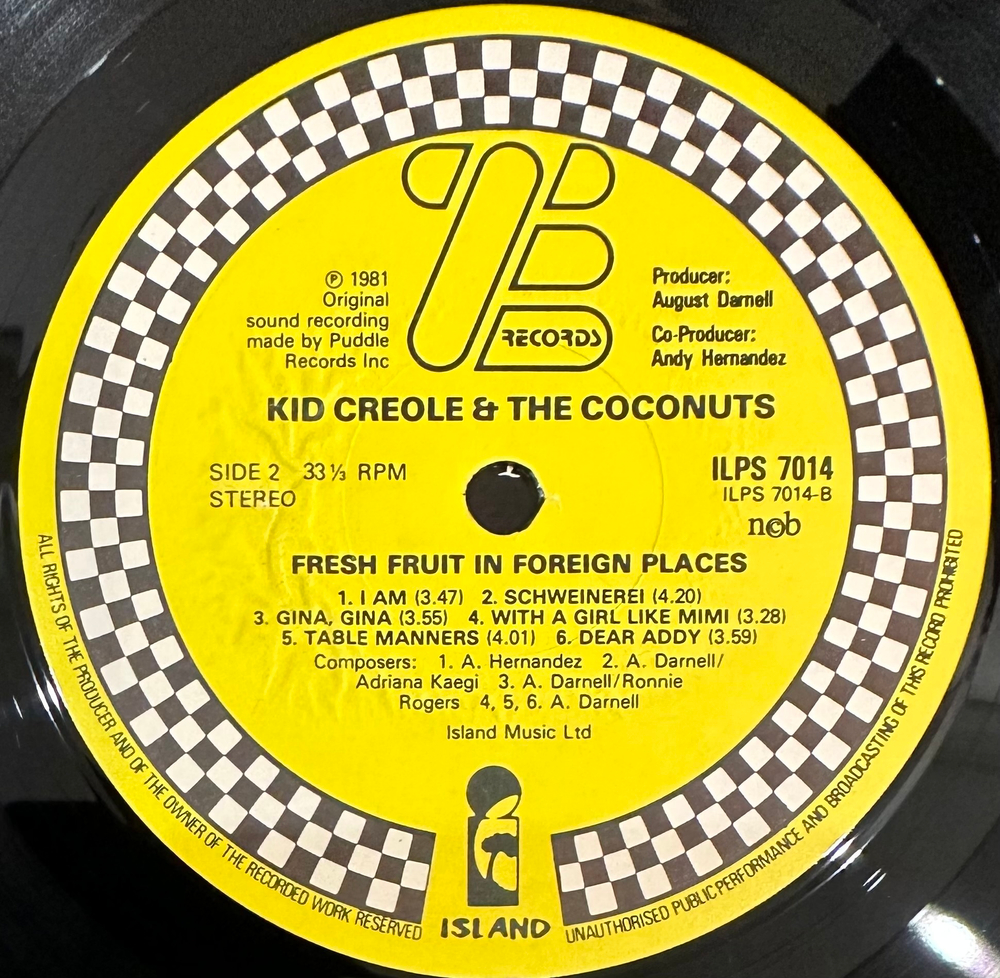 ZE
RECORDS
℗ 1981
Original
sound recording
made by Puddle
Records Inc
Producer:
August Darnell
Co-Producer:
Andy Hernandez
KID CREOLE & THE COCONUTS
SIDE 2 33⅓ RPM
STEREO
ILPS 7014
ILPS 7014-B
ncb
FRESH FRUIT IN FOREIGN PLACES
1. I AM (3.47) 2. SCHWEINEREI (4.20)
3. GINA, GINA (3.55) 4. WITH A GIRL LIKE MIMI (3.28)
5. TABLE MANNERS (4.01) 6. DEAR ADDY (3.59)
Composers: 1. A. Hernandez 2. A. Darnell/
Adriana Kaegi 3. A. Darnell/Ronnie
Rogers 4, 5, 6. A. Darnell
Island Music Ltd
ISLAND
ALL RIGHTS OF THE PRODUCER AND OF THE OWNER OF THE RECORDED WORK RESERVED
UNAUTHORISED PUBLIC PERFORMANCE AND BROADCASTING OF THIS RECORD PROHIBITED